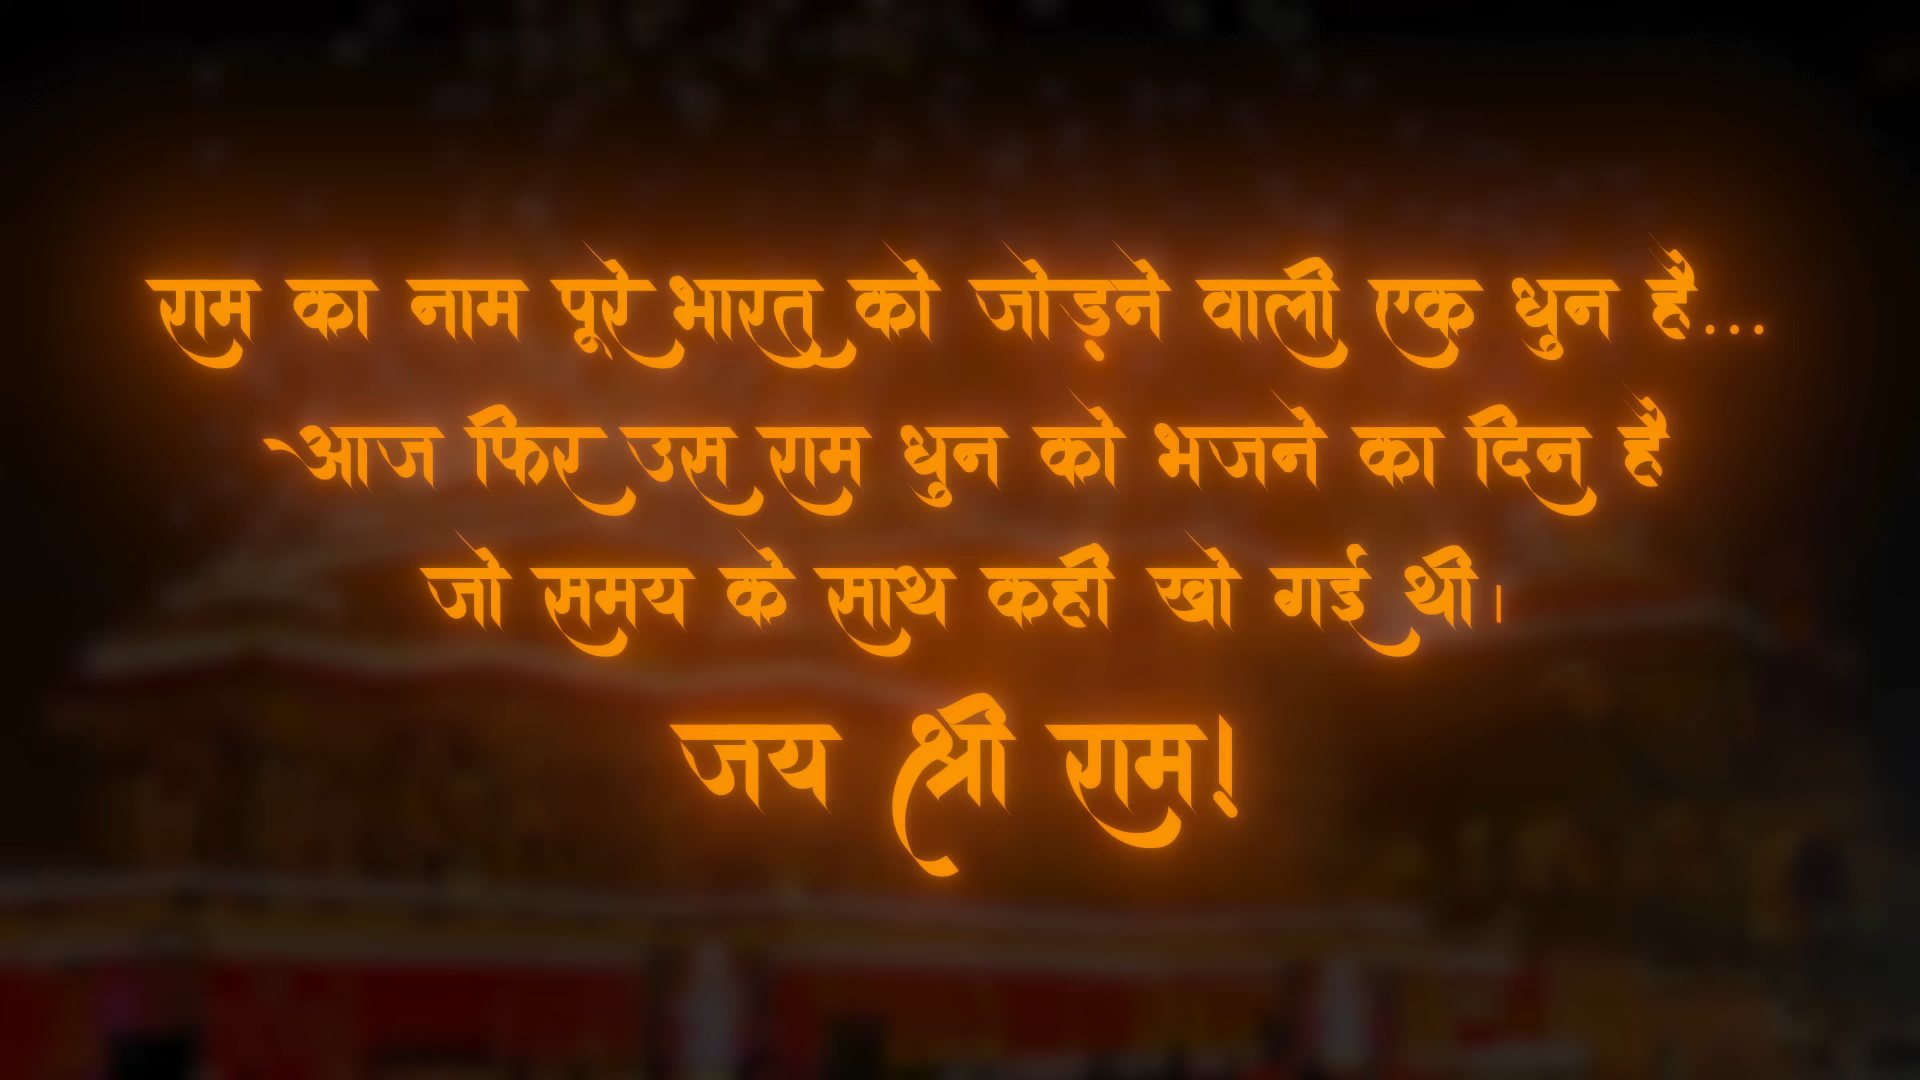 राम का नाम पूरे भारत को जोड़ने वाली एक धुन है...
आज फिर उस राम धुन को भजने का दिन है
जो समय के साथ कही खो गई थी।
जय श्री राम!